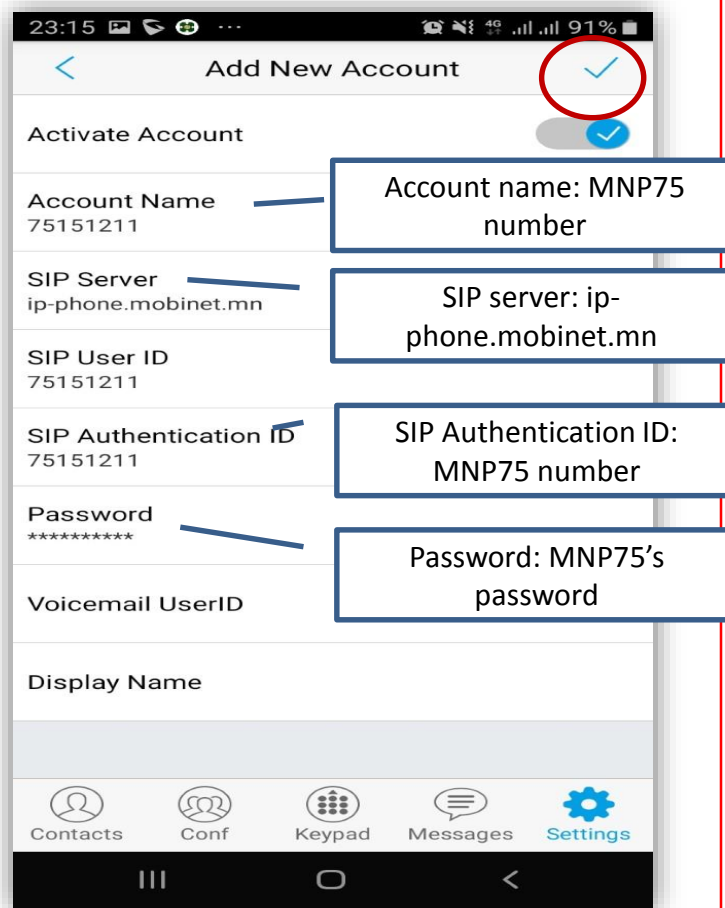 23:15 ··· 4G 91%
Add New Account
Activate Account
Account Name
75151211
Account name: MNP75
number
SIP Server
ip-phone.mobinet.mn
SIP server: ip-
phone.mobinet.mn
SIP User ID
75151211
SIP Authentication ID
75151211
SIP Authentication ID:
MNP75 number
Password
**********
Password: MNP75's
password
Voicemail UserID
Display Name
Contacts Conf Keypad Messages Settings